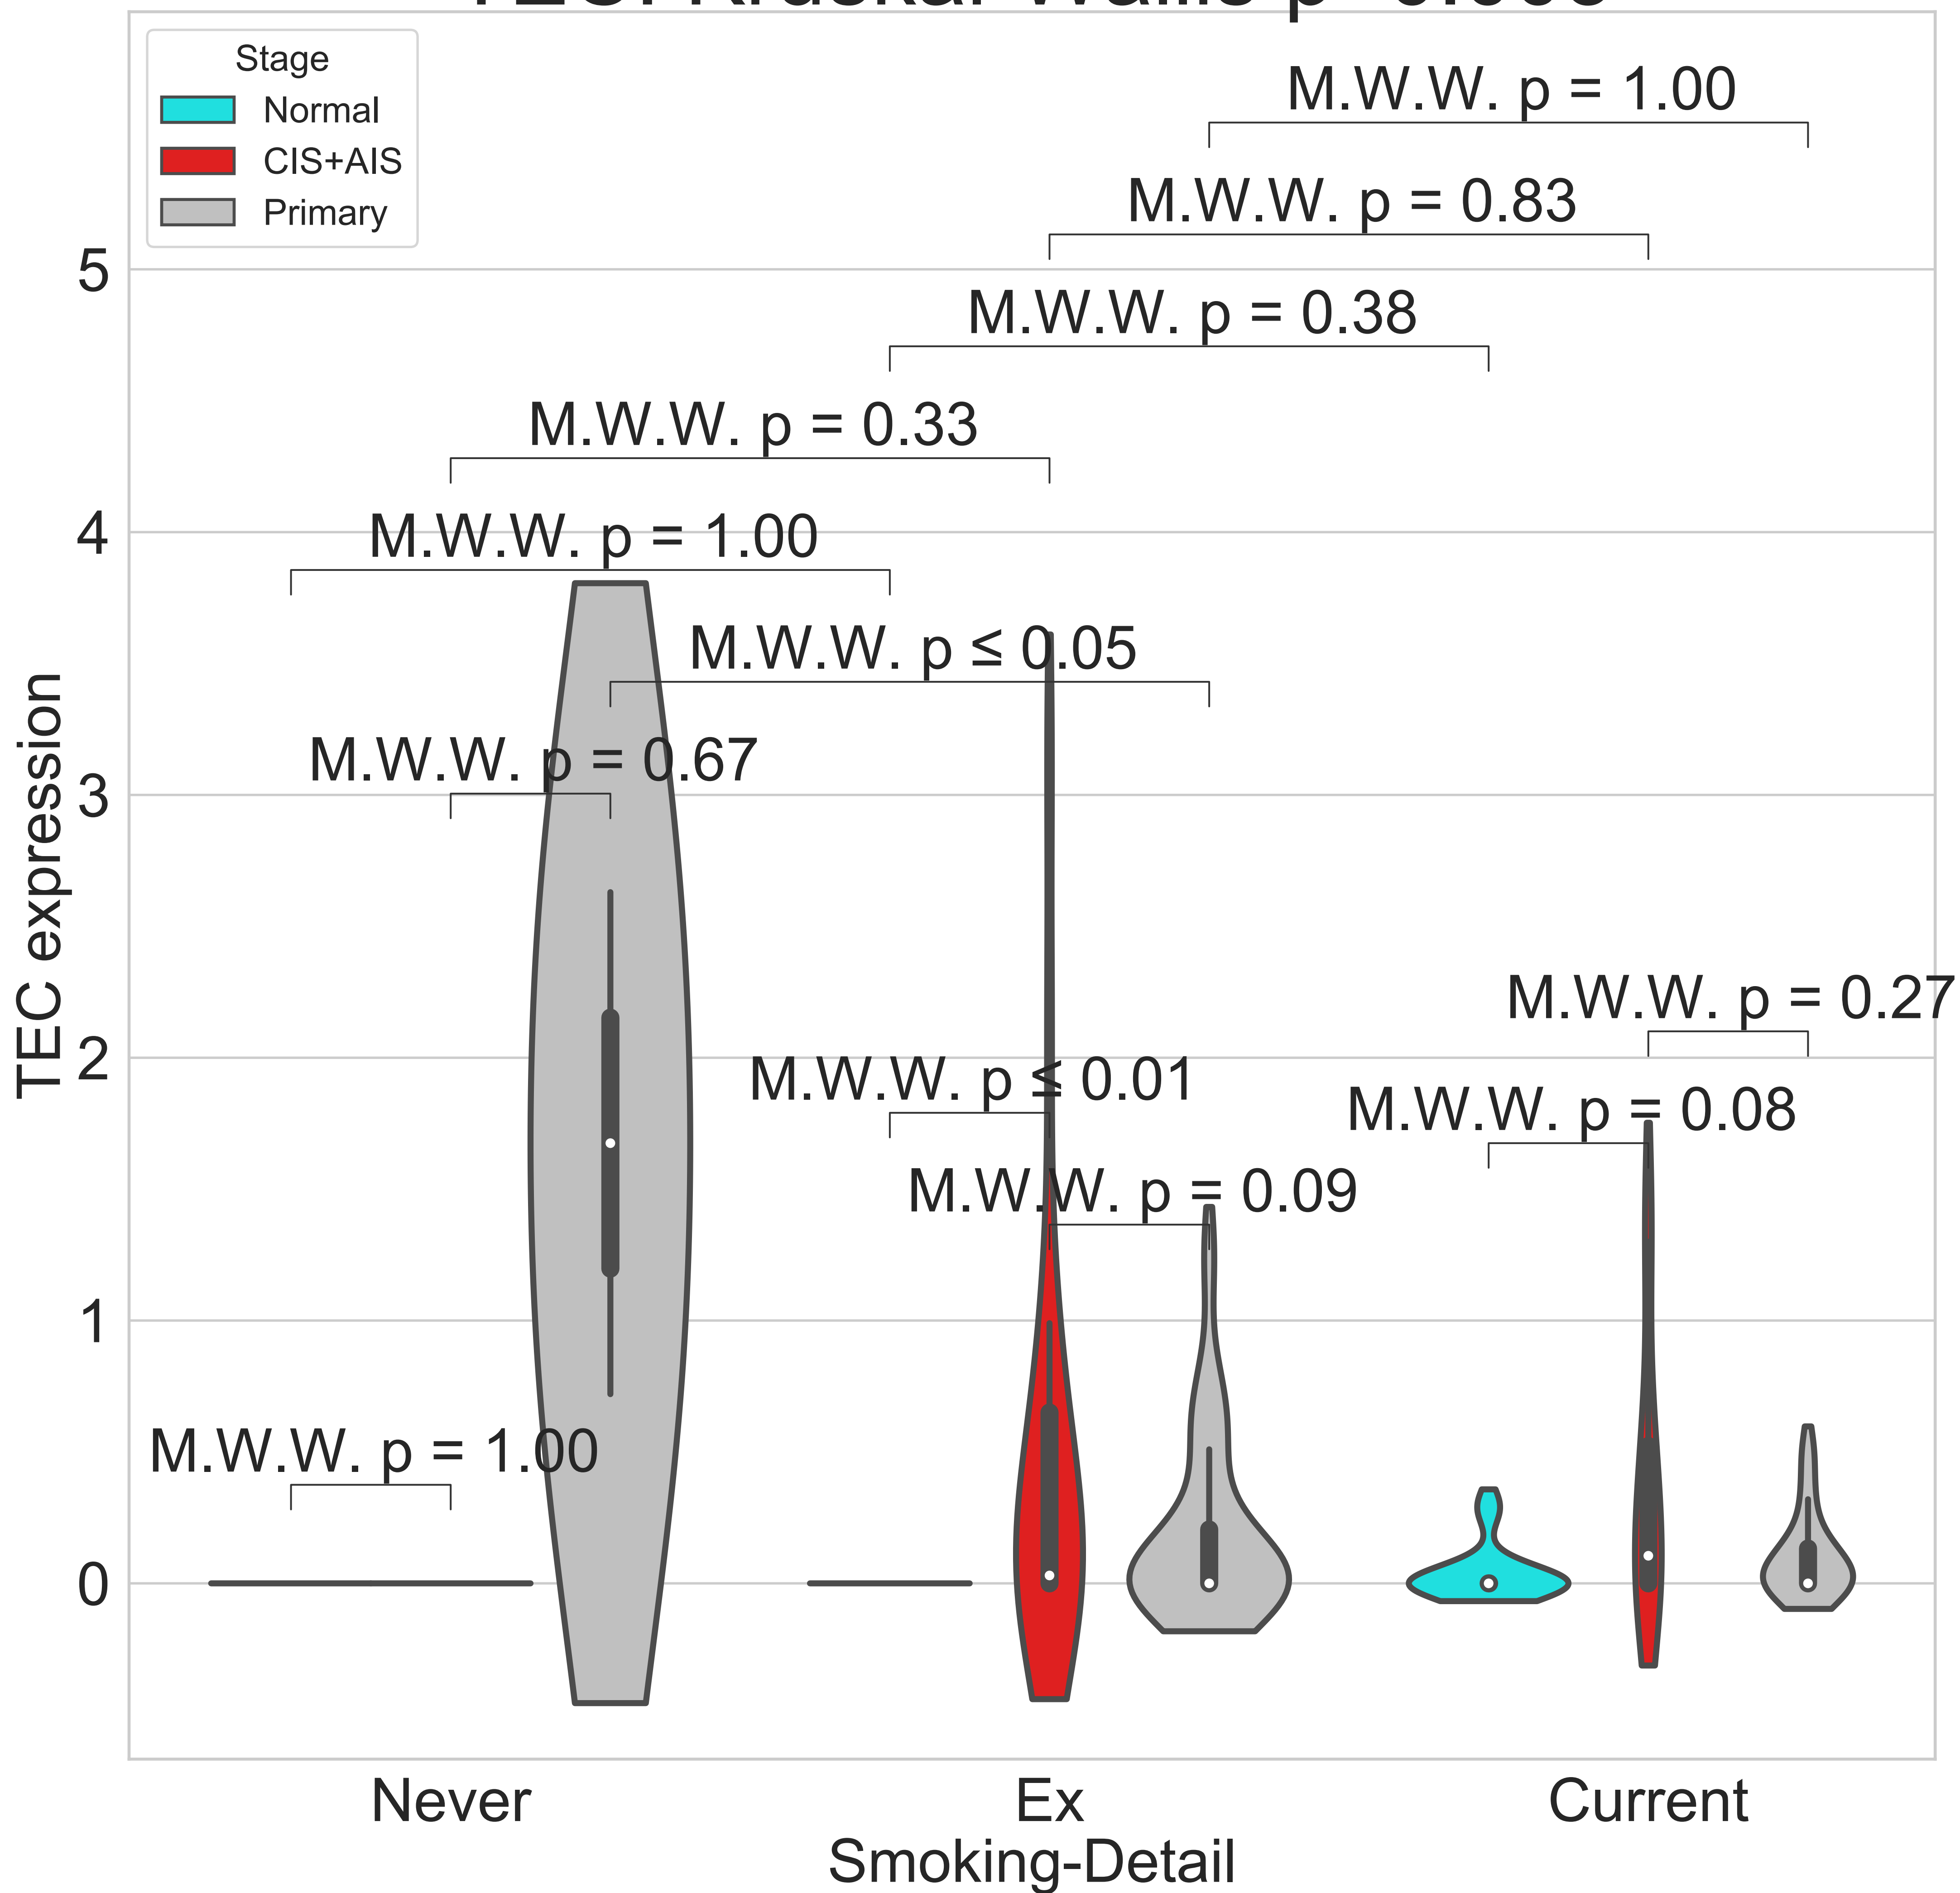 Stage
Normal
CIS+AIS
Primary
M.W.W. p = 1.00
M.W.W. p = 0.83
M.W.W. p = 0.38
M.W.W. p = 0.33
M.W.W. p = 1.00
M.W.W. p ≤ 0.05
M.W.W. p = 0.67
M.W.W. p = 0.27
M.W.W. p ≤ 0.01
M.W.W. p = 0.08
M.W.W. p = 0.09
M.W.W. p = 1.00
TEC expression
5
4
3
2
1
0
Never
Ex
Current
Smoking-Detail